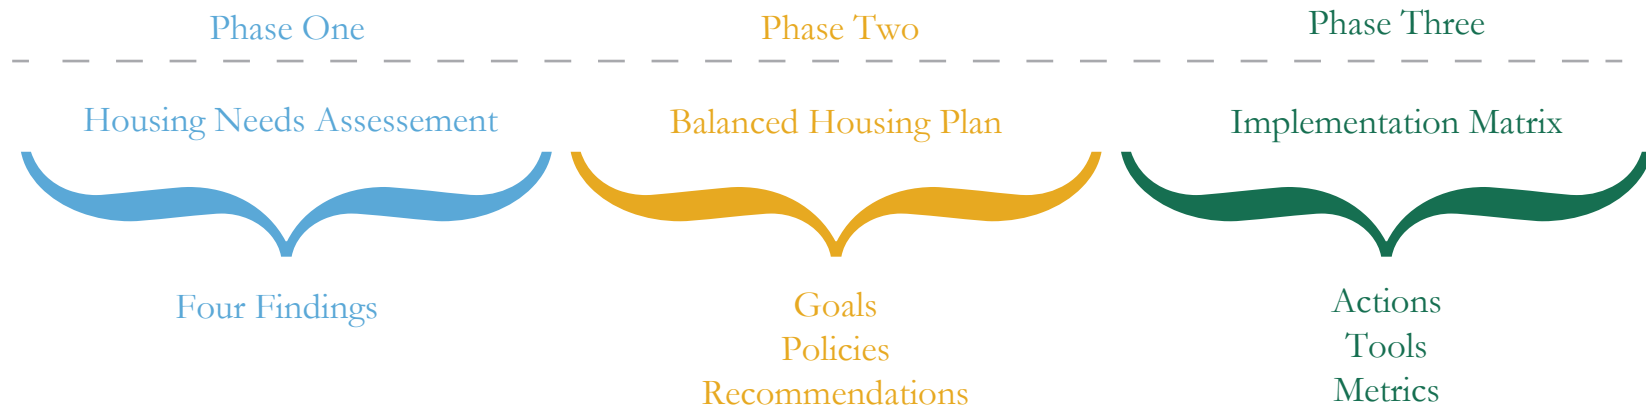 Phase One
Phase Two
Phase Three
Housing Needs Assessement
Balanced Housing Plan
Implementation Matrix
Four Findings
Goals
Policies
Recommendations
Actions
Tools
Metrics